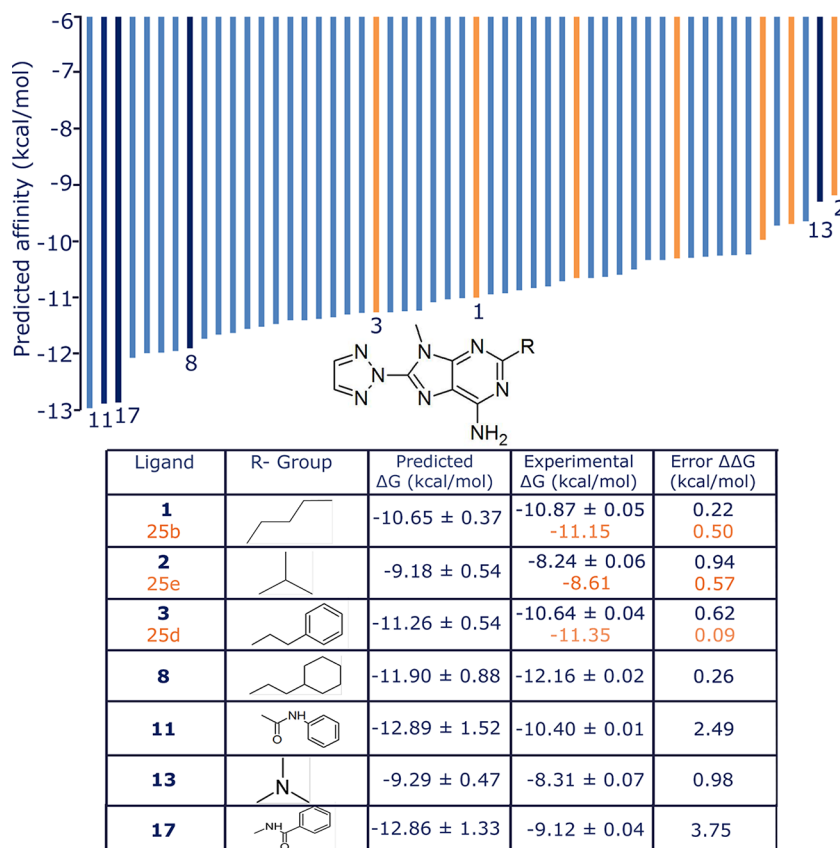 Predicted affinity (kcal/mol)
-6
-7
-8
-9
-10
-11
-12
-13
11 17
8
3
1
13
2
N
N
N
N
N
N
N
R
NH2
Ligand R- Group Predicted ΔG (kcal/mol) Experimental ΔG (kcal/mol) Error ΔΔG (kcal/mol)
1 -10.65 ± 0.37 -10.87 ± 0.05 0.22
25b -11.15 0.50
2 -9.18 ± 0.54 -8.24 ± 0.06 0.94
25e -8.61 0.57
3 -11.26 ± 0.54 -10.64 ± 0.04 0.62
25d -11.35 0.09
8 -11.90 ± 0.88 -12.16 ± 0.02 0.26
11 NH O -12.89 ± 1.52 -10.40 ± 0.01 2.49
13 N -9.29 ± 0.47 -8.31 ± 0.07 0.98
17 NH O -12.86 ± 1.33 -9.12 ± 0.04 3.75